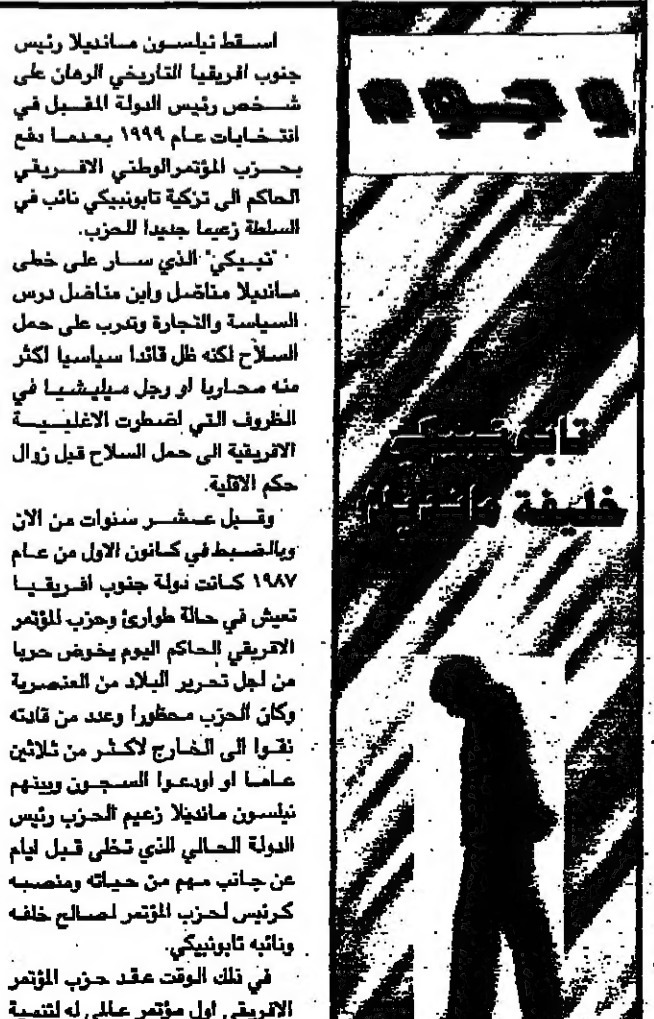 وجوه
تابو مبيكي
خليفة مانديلا
اسقط نيلسون مانديلا رئيس
جنوب افريقيا التاريخي الرهان على
شخص رئيس الدولة المقبل في
انتخابات عام ١٩٩٩ بعدما دفع
بحزب المؤتمر الوطني الافريقي
الحاكم الى تزكية تابونبيكي نائب في
السلطة زعيما جديدا للحزب.
"تبيكي" الذي سار على خطى
مانديلا مناضل وابن مناضل درس
السياسة والتجارة وتدرب على حمل
السلاح لكنه ظل قائدا سياسيا اكثر
منه محاربا او رجل ميليشيا في
الظروف التي اضطرت الاغلبية
الافريقية الى حمل السلاح قبل زوال
حكم الاقلية.
وقبل عشر سنوات من الان
وبالضبط في كانون الاول من عام
١٩٨٧ كانت دولة جنوب افريقيا
تعيش في حالة طوارئ وحزب المؤتمر
الافريقي الحاكم اليوم يخوض حربا
من اجل تحرير البلاد من العنصرية
وكان الحزب محظورا وعدد من قادته
نفوا الى الخارج لاكثر من ثلاثين
عاما او اودعوا السجون وبينهم
نيلسون مانديلا زعيم الحزب رئيس
الدولة الحالي الذي تخلى قبل ايام
عن جانب مهم من حياته ومنصبه
كرئيس لحزب المؤتمر لصالح خلفه
ونائبه تابونبيكي.
في ذلك الوقت عقد حزب المؤتمر
الافريقي اول مؤتمر عالمي له لتنمية